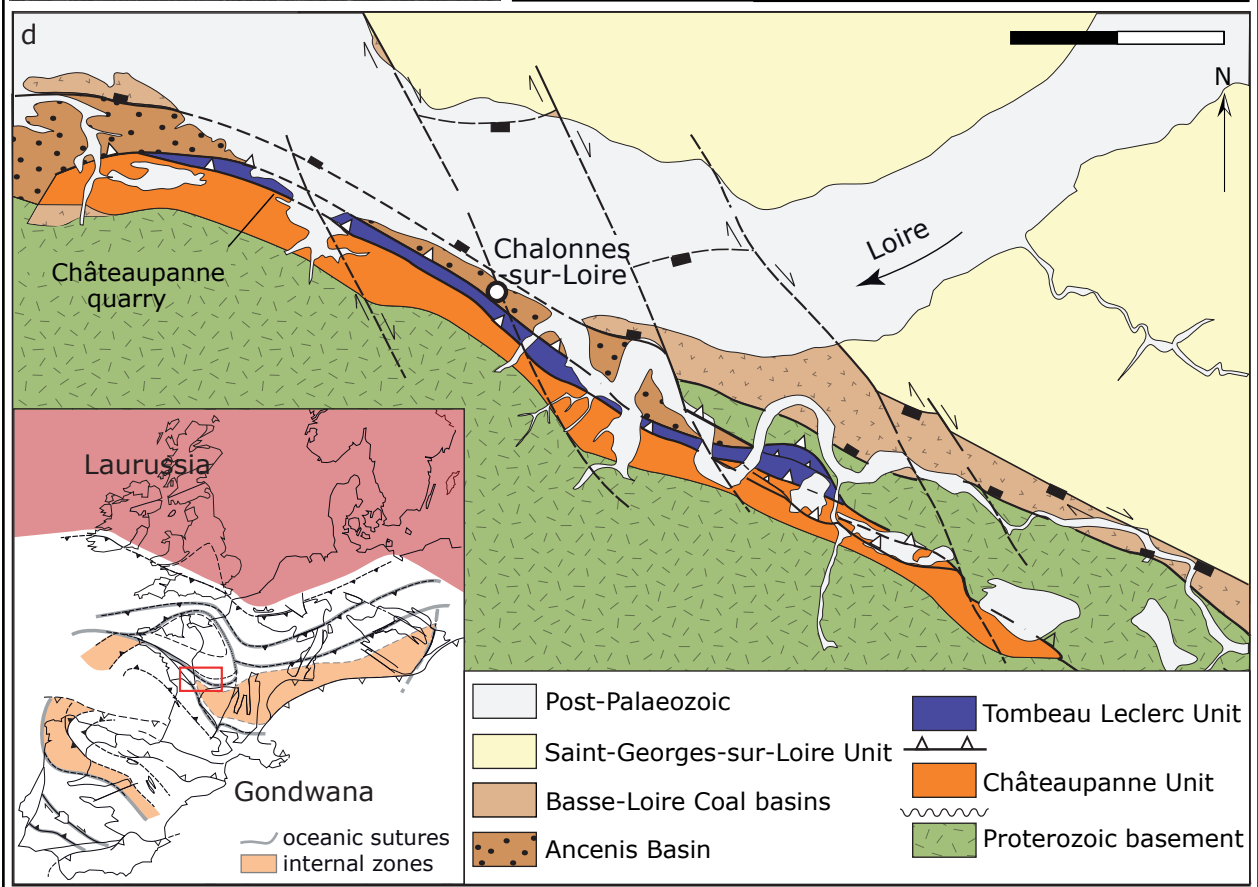 d
N
Loire
Chalonnes
-sur-Loire
Châteaupanne
quarry
Laurussia
Gondwana
oceanic sutures
internal zones
Post-Palaeozoic
Saint-Georges-sur-Loire Unit
Basse-Loire Coal basins
Ancenis Basin
Tombeau Leclerc Unit
Châteaupanne Unit
Proterozoic basement